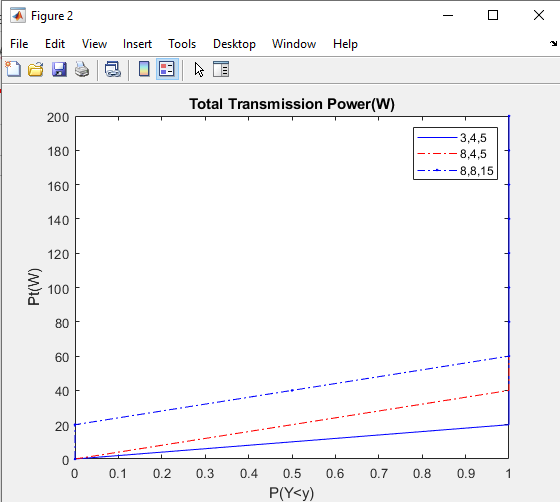 Figure 2
File Edit View Insert Tools Desktop Window Help
Total Transmission Power(W)
3,4,5
8,4,5
8,8,15
200
180
160
140
120
100
80
60
40
20
0
Pt(W)
0 0.1 0.2 0.3 0.4 0.5 0.6 0.7 0.8 0.9 1
P(Y<y)